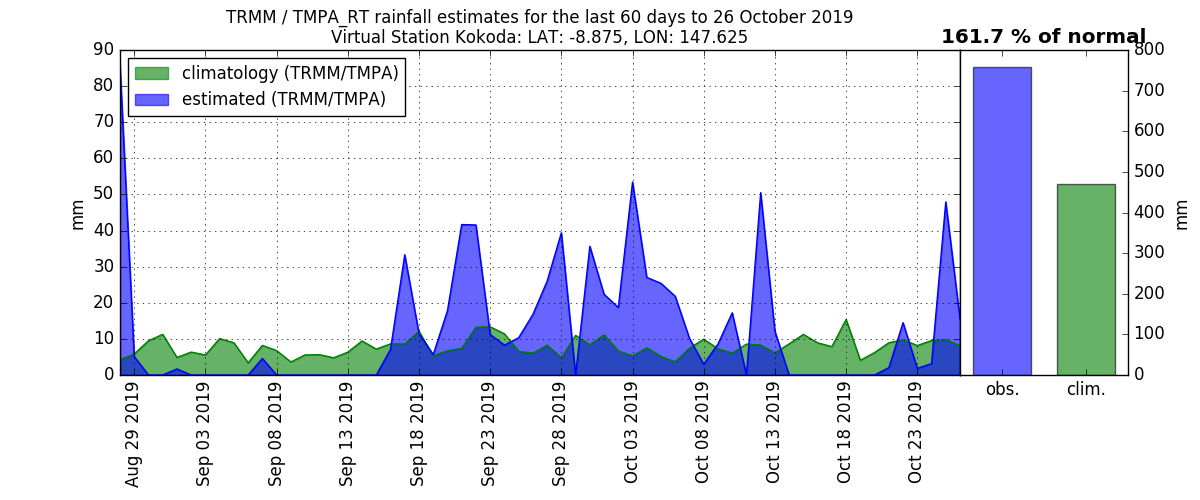 TRMM / TMPA_RT rainfall estimates for the last 60 days to 26 October 2019
Virtual Station Kokoda: LAT: -8.875, LON: 147.625
161.7 % of normal
climatology (TRMM/TMPA)
estimated (TRMM/TMPA)
mm
90
80
70
60
50
40
30
20
10
0
Aug 29 2019
Sep 03 2019
Sep 08 2019
Sep 13 2019
Sep 18 2019
Sep 23 2019
Sep 28 2019
Oct 03 2019
Oct 08 2019
Oct 13 2019
Oct 18 2019
Oct 23 2019
800
700
600
500
400
300
200
100
0
mm
obs.
clim.